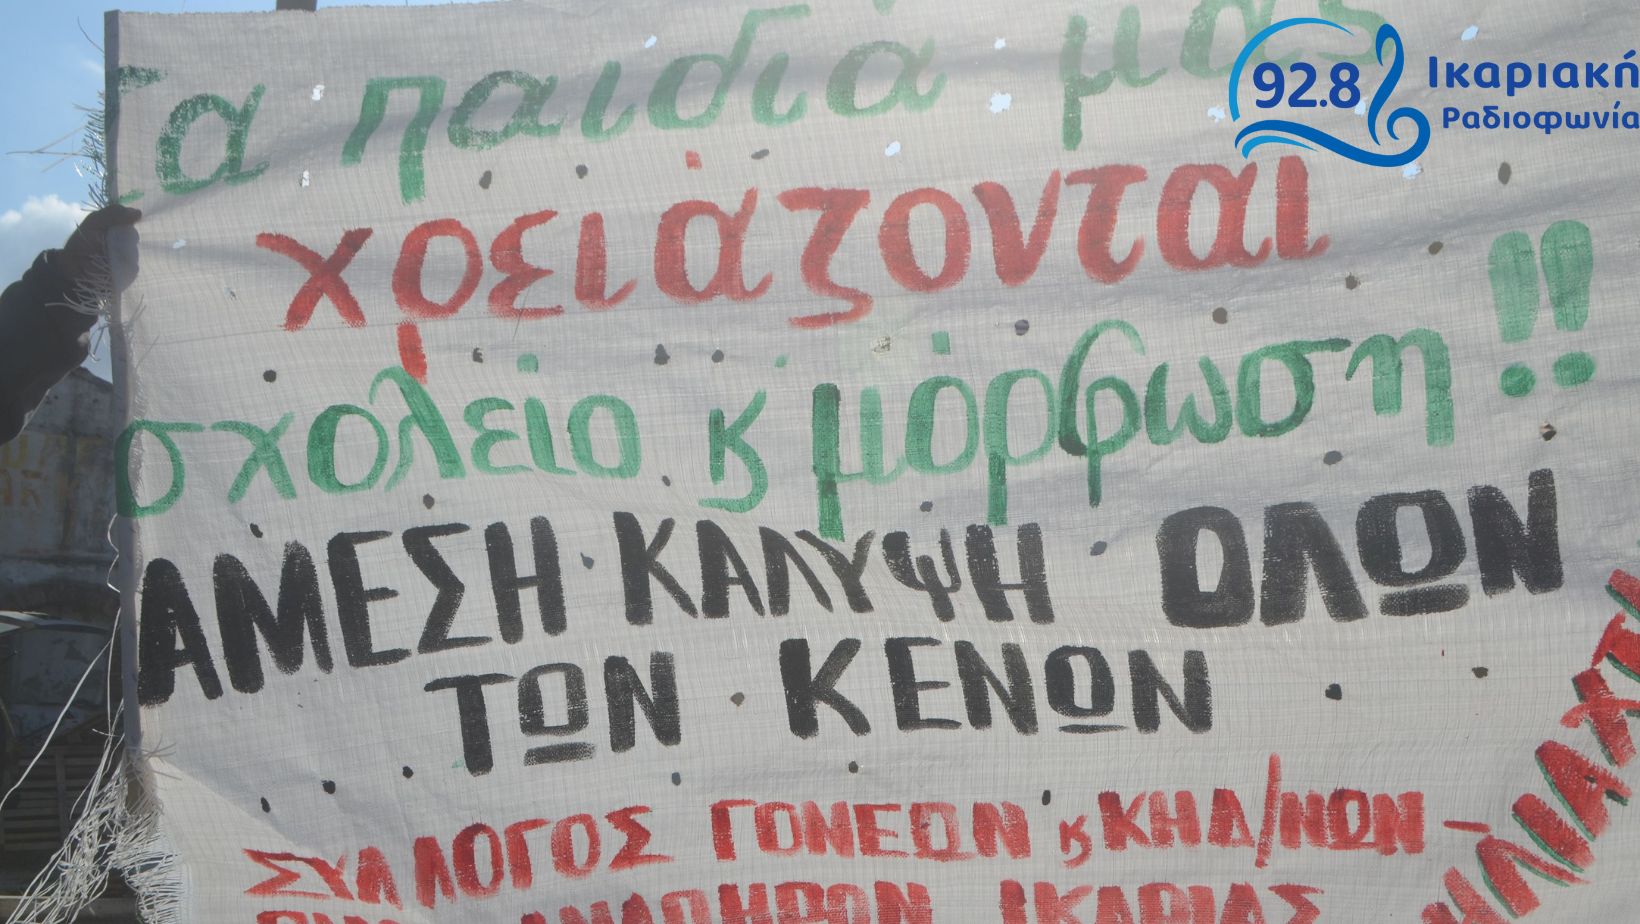 Τα παιδιά μας
χρειάζονται
σχολείο κ μόρφωση!!
ΑΜΕΣΗ ΚΑΛΥΨΗ ΟΛΩΝ
ΤΩΝ ΚΕΝΩΝ
ΣΥΛΛΟΓΟΣ ΓΟΝΕΩΝ κ ΚΗΔ/ΝΩΝ
ΙΚΑΡΙΑΣ
92.8 Ικαριακή
Ραδιοφωνία